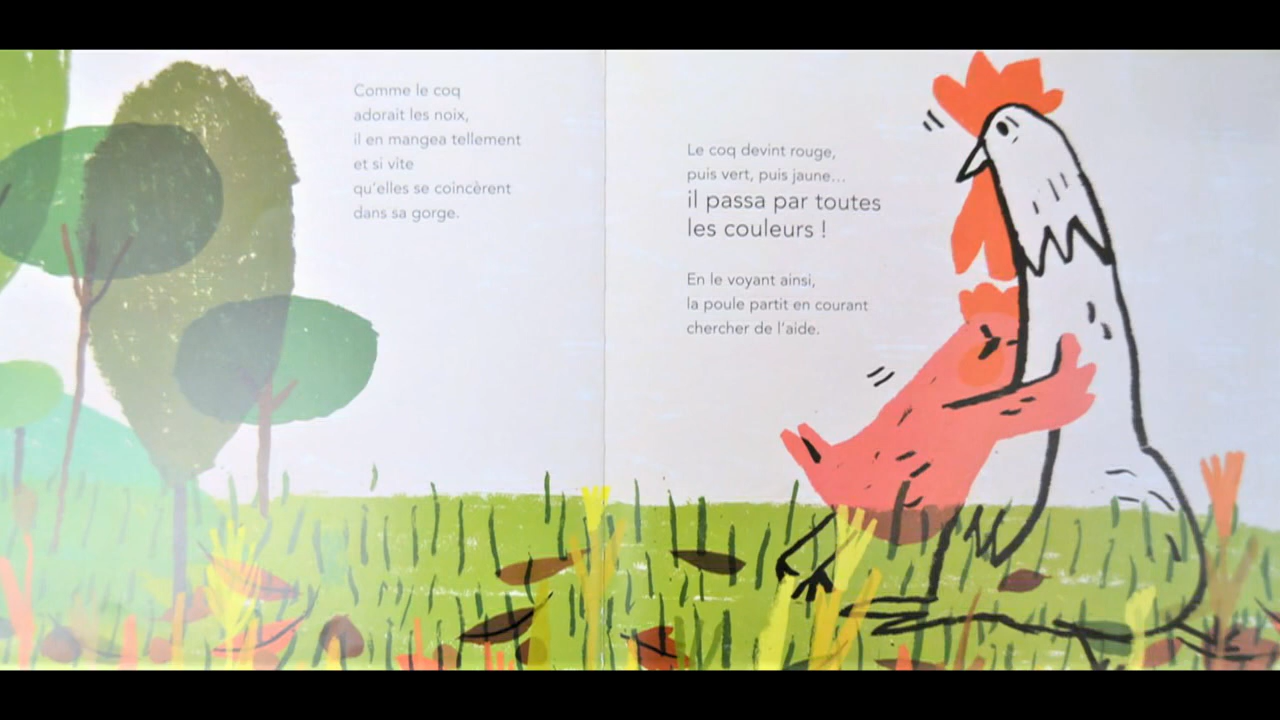 Comme le coq
adorait les noix,
il en mangea tellement
et si vite
qu'elles se coincèrent
dans sa gorge.
Le coq devint rouge,
puis vert, puis jaune...
il passa par toutes
les couleurs !
En le voyant ainsi,
la poule partit en courant
chercher de l'aide.